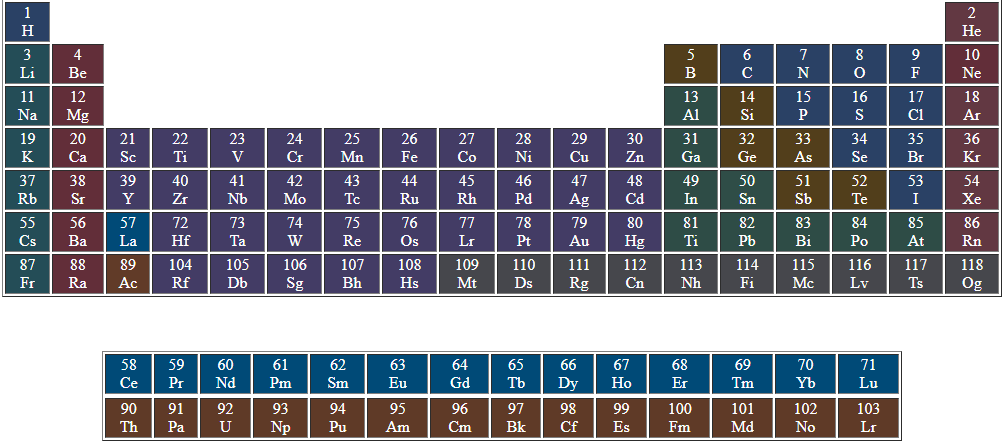 1 2
H He
3 4 5 6 7 8 9 10
Li Be B C N O F Ne
11 12 13 14 15 16 17 18
Na Mg Al Si P S Cl Ar
19 20 21 22 23 24 25 26 27 28 29 30 31 32 33 34 35 36
K Ca Sc Ti V Cr Mn Fe Co Ni Cu Zn Ga Ge As Se Br Kr
37 38 39 40 41 42 43 44 45 46 47 48 49 50 51 52 53 54
Rb Sr Y Zr Nb Mo Tc Ru Rh Pd Ag Cd In Sn Sb Te I Xe
55 56 57 72 73 74 75 76 77 78 79 80 81 82 83 84 85 86
Cs Ba La Hf Ta W Re Os Lr Pt Au Hg Ti Pb Bi Po At Rn
87 88 89 104 105 106 107 108 109 110 111 112 113 114 115 116 117 118
Fr Ra Ac Rf Db Sg Bh Hs Mt Ds Rg Cn Nh Fi Mc Lv Ts Og
58 59 60 61 62 63 64 65 66 67 68 69 70 71
Ce Pr Nd Pm Sm Eu Gd Tb Dy Ho Er Tm Yb Lu
90 91 92 93 94 95 96 97 98 99 100 101 102 103
Th Pa U Np Pu Am Cm Bk Cf Es Fm Md No Lr